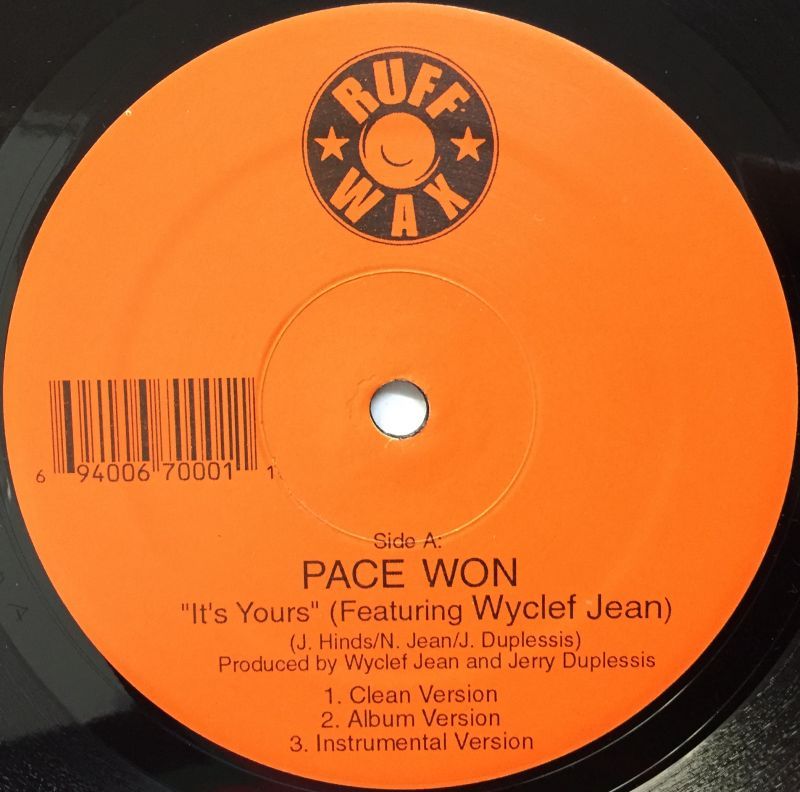 RUFF
WAX
6 94006 70001 1
Side A:
PACE WON
"It's Yours" (Featuring Wyclef Jean)
(J. Hinds/N. Jean/J. Duplessis)
Produced by Wyclef Jean and Jerry Duplessis
1. Clean Version
2. Album Version
3. Instrumental Version